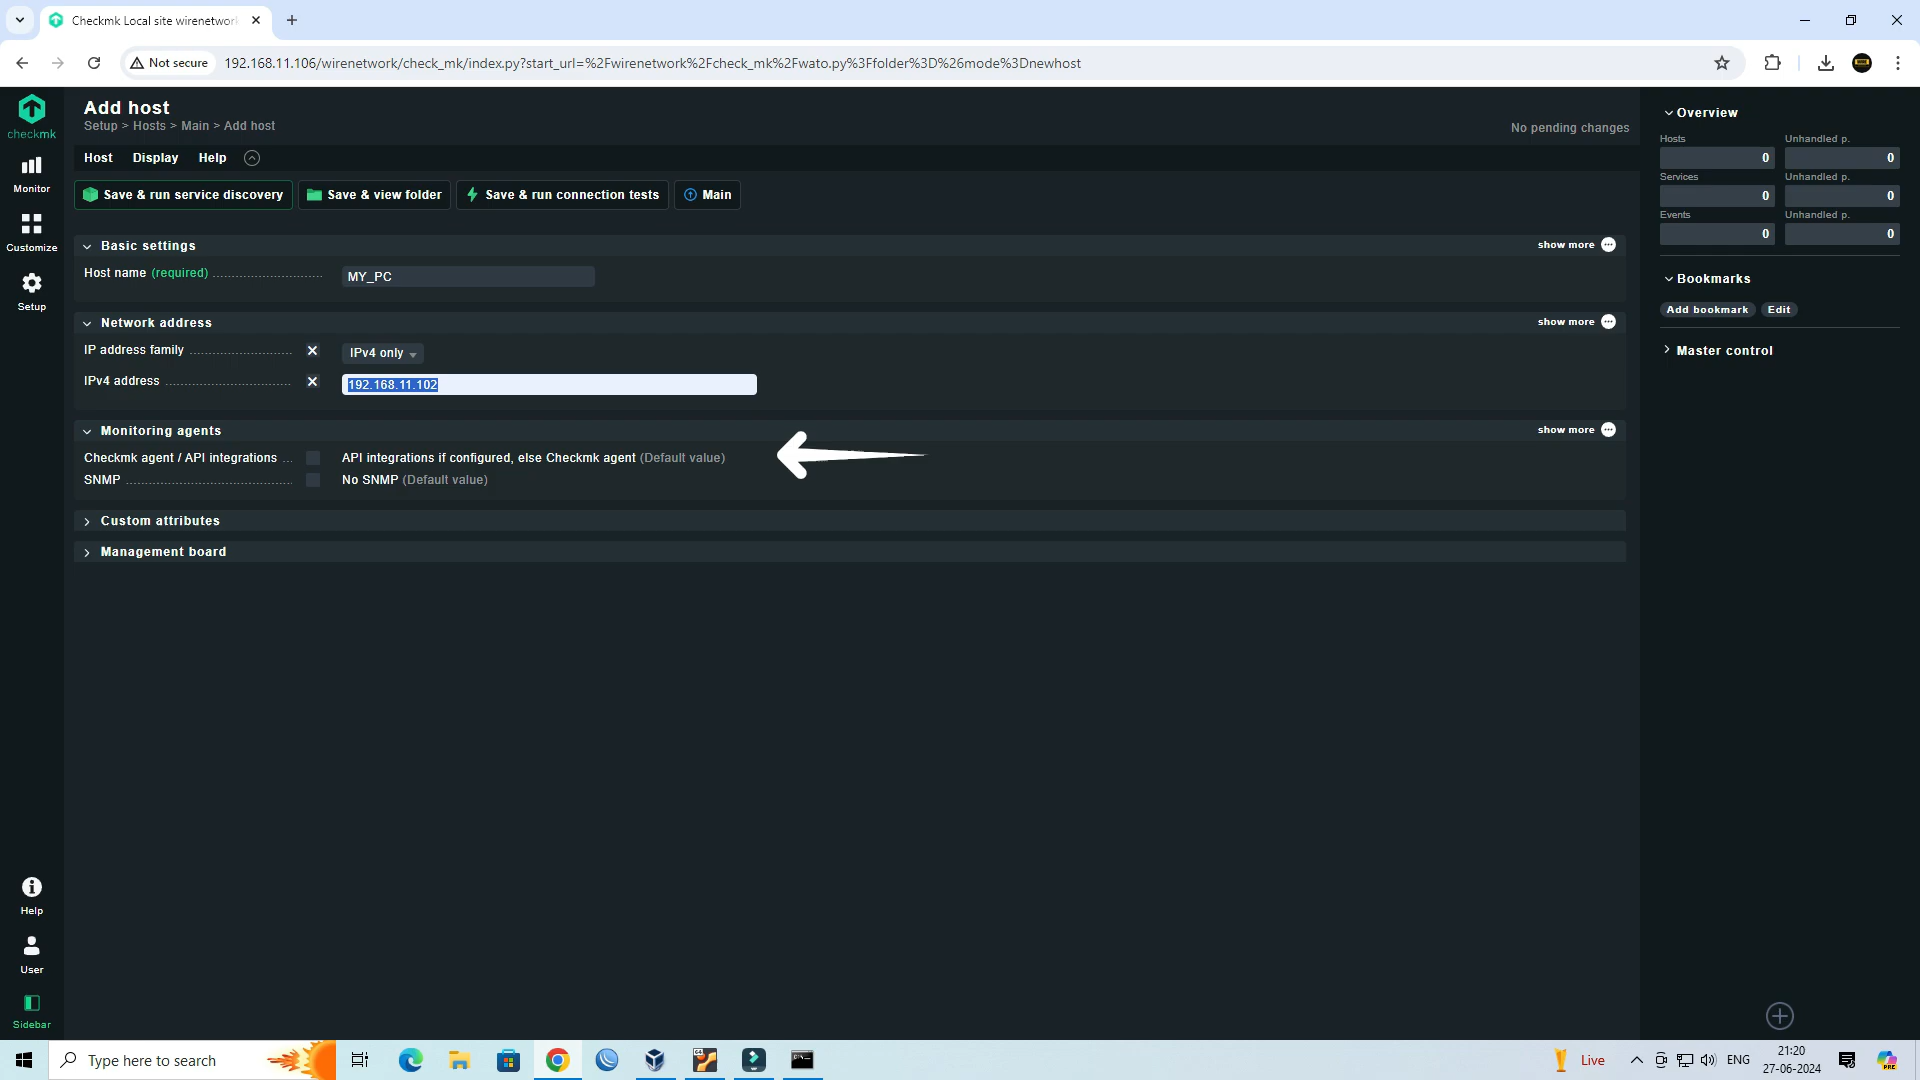 Checkmk Local site wirenetwor
Not secure
192.168.11.106/wirenetwork/check_mk/index.py?start_url=%2Fwirenetwork%2Fcheck_mk%2Fwato.py%3Ffolder%3D%26mode%3Dnewhost
checkmk
Monitor
Customize
Setup
Help
User
Sidebar
Add host
Setup > Hosts > Main > Add host
No pending changes
Host Display Help
Save & run service discovery Save & view folder Save & run connection tests Main
Basic settings show more
Host name (required) MY_PC
Network address show more
IP address family IPv4 only
IPv4 address 192.168.11.102
Monitoring agents show more
Checkmk agent / API integrations API integrations if configured, else Checkmk agent (Default value)
SNMP No SNMP (Default value)
Custom attributes
Management board
Overview
Hosts Unhandled p.
0 0
Services Unhandled p.
0 0
Events Unhandled p.
0 0
Bookmarks
Add bookmark Edit
Master control
Type here to search
Live
ENG
21:20
27-06-2024
PRE